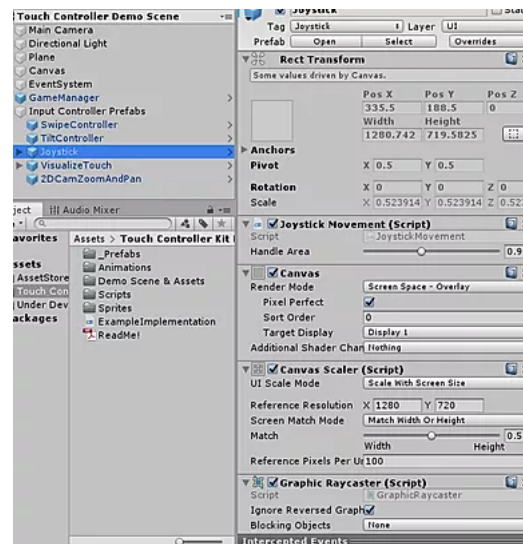 Touch Controller Demo Scene
Main Camera
Directional Light
Plane
Canvas
EventSystem
GameManager
Input Controller Prefabs
SwipeController
TiltController
Joystick
VisualizeTouch
2DCamZoomAndPan
ject Audio Mixer
avorites
ssets
AssetStore
Touch Con
Under Dev
ackages
Assets > Touch Controller Kit
_Prefabs
Animations
Demo Scene & Assets
Scripts
Sprites
ExampleImplementation
ReadMe!
Joystick Stat
Tag Joystick Layer UI
Prefab Open Select Overrides
Rect Transform
Some values driven by Canvas.
Pos X Pos Y Pos Z
335.5 188.5 0
Width Height
1280.742 719.5825
Anchors
Pivot X 0.5 Y 0.5
Rotation X 0 Y 0 Z 0
Scale X 0.523914 Y 0.523914 Z 0.523
Joystick Movement (Script)
Script JoystickMovement
Handle Area 0.9
Canvas
Render Mode Screen Space - Overlay
Pixel Perfect
Sort Order 0
Target Display Display 1
Additional Shader Chan Nothing
Canvas Scaler (Script)
UI Scale Mode Scale With Screen Size
Reference Resolution X 1280 Y 720
Screen Match Mode Match Width Or Height
Match 0.5
Width Height
Reference Pixels Per U 100
Graphic Raycaster (Script)
Script GraphicRaycaster
Ignore Reversed Graph
Blocking Objects None
Intercepted Events